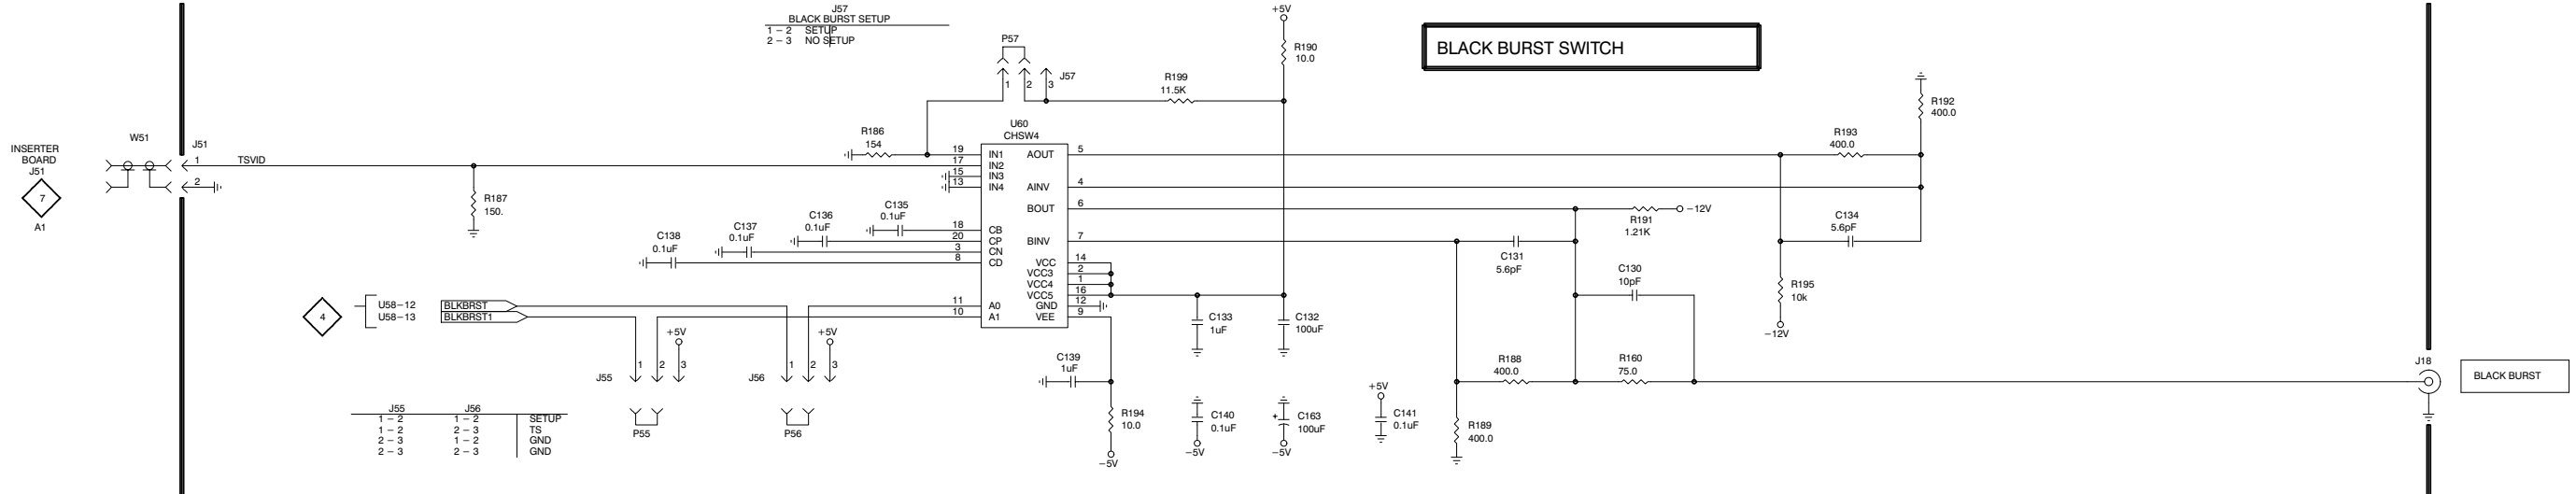 J57
BLACK BURST SETUP
1 – 2 SETUP
2 – 3 NO SETUP
BLACK BURST SWITCH
+5V
R190
10.0
P57
J57
1
2
3
R199
11.5K
R192
400.0
R193
400.0
INSERTER
BOARD
J51
7
A1
W51
J51
1
2
TSVID
R187
150.
R186
154
U60
CHSW4
19 IN1 AOUT 5
17 IN2
15 IN3
13 IN4 AINV 4
BOUT 6
18 CB
20 CP BINV 7
3 CN
8 CD VCC 14
VCC3 2
VCC4 1
VCC5 16
11 A0 GND 12
10 A1 VEE 9
C135
0.1uF
C136
0.1uF
C137
0.1uF
C138
0.1uF
R191
1.21K
–12V
C134
5.6pF
C131
5.6pF
C130
10pF
R195
10k
–12V
4
U58–12 BLKBRST
U58–13 BLKBRST1
+5V
J55
1
2
3
P55
+5V
J56
1
2
3
P56
C133
1uF
C132
100uF
C139
1uF
R194
10.0
–5V
C140
0.1uF
–5V
+
C163
100uF
–5V
+5V
C141
0.1uF
R188
400.0
R160
75.0
R189
400.0
J18
BLACK BURST
J55 J56
1 – 2 1 – 2 SETUP
1 – 2 2 – 3 TS
2 – 3 1 – 2 GND
2 – 3 2 – 3 GND